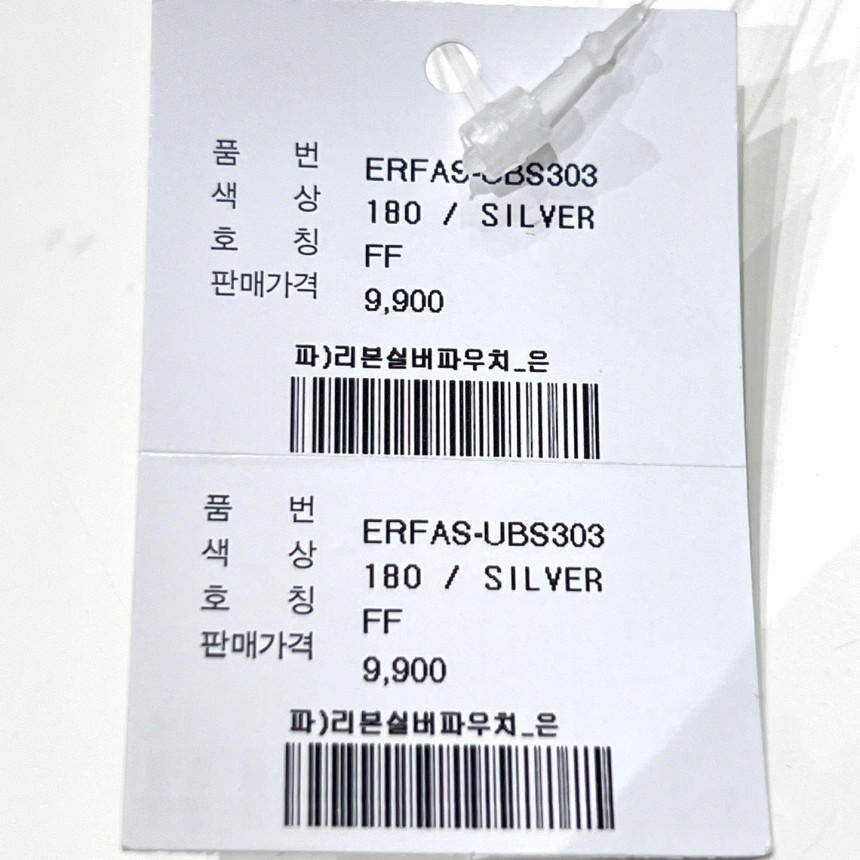 품 번 ERFAS-UBS303
색 상 180 / SILVER
호 칭 FF
판매가격 9,900
파)리본실버파우치_은
품 번 ERFAS-UBS303
색 상 180 / SILVER
호 칭 FF
판매가격 9,900
파)리본실버파우치_은